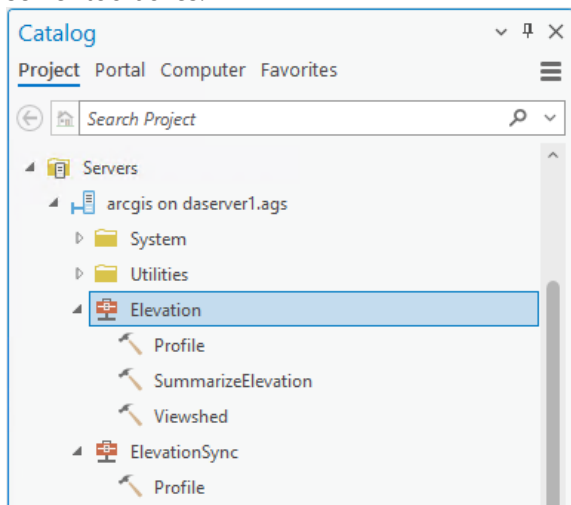 Catalog
Project Portal Computer Favorites
Search Project
Servers
arcgis on daserver1.ags
System
Utilities
Elevation
Profile
SummarizeElevation
Viewshed
ElevationSync
Profile